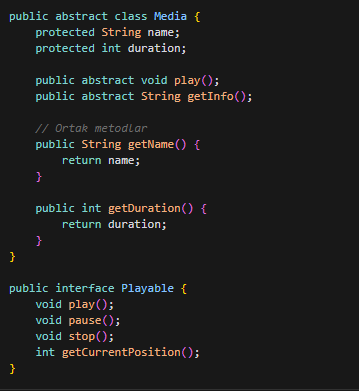 public abstract class Media {
    protected String name;
    protected int duration;

    public abstract void play();
    public abstract String getInfo();

    // Ortak metodlar
    public String getName() {
        return name;
    }

    public int getDuration() {
        return duration;
    }
}

public interface Playable {
    void play();
    void pause();
    void stop();
    int getCurrentPosition();
}